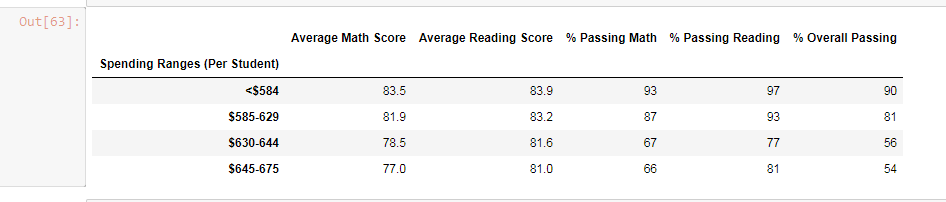 Out[63]:
Average Math Score Average Reading Score % Passing Math % Passing Reading % Overall Passing
Spending Ranges (Per Student)
<$584 83.5 83.9 93 97 90
$585-629 81.9 83.2 87 93 81
$630-644 78.5 81.6 67 77 56
$645-675 77.0 81.0 66 81 54